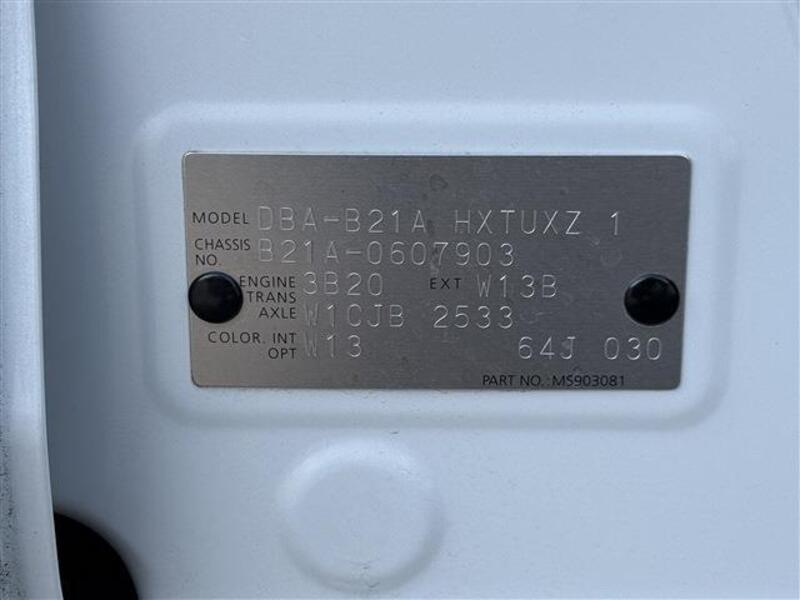 MODEL DBA-B21A HXTUXZ 1
CHASSIS NO. B21A-0607903
ENGINE 3B20 EXT W13B
TRANS AXLE W1CJB 2533
COLOR. INT OPT W13 64J 030
PART NO.:MS903081